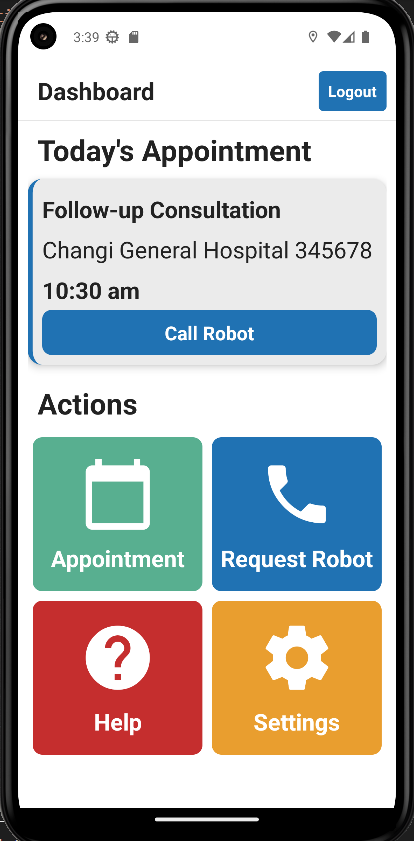 3:39
Dashboard
Logout
Today's Appointment
Follow-up Consultation
Changi General Hospital 345678
10:30 am
Call Robot
Actions
Appointment
Request Robot
Help
Settings